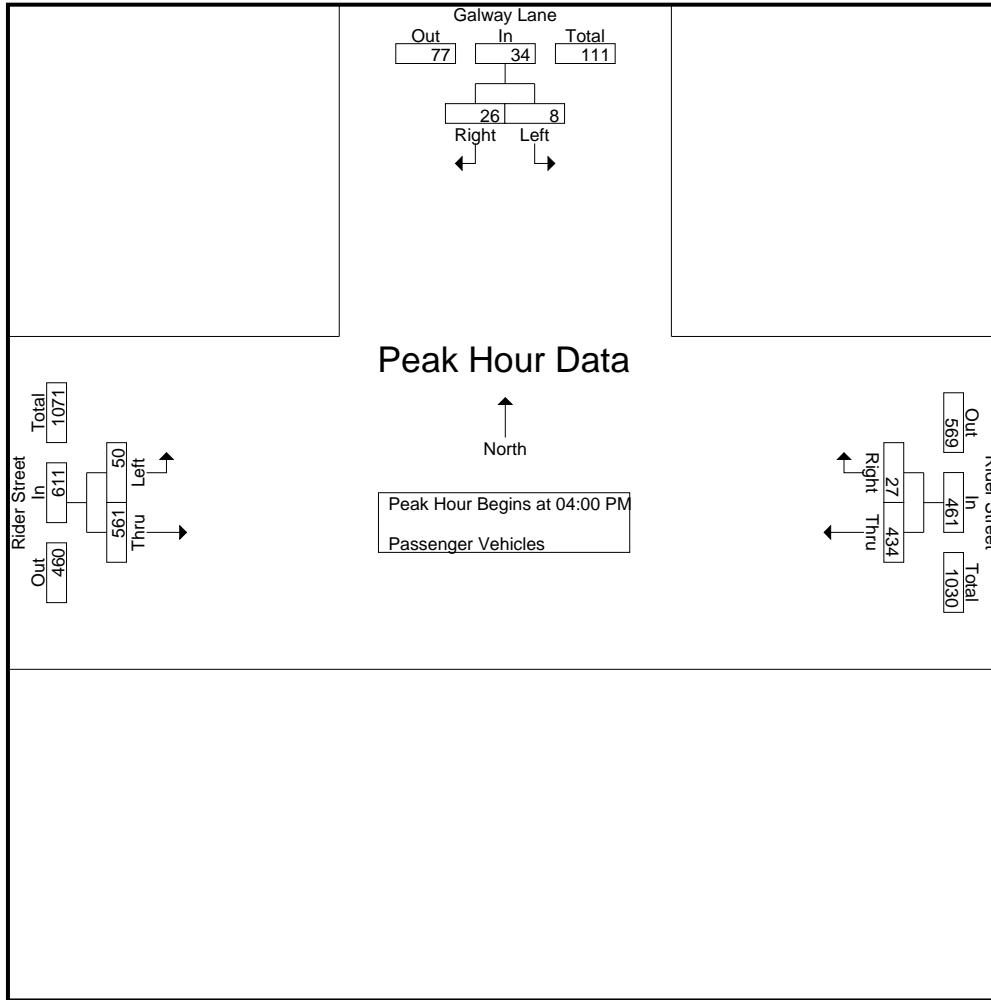 Galway Lane
Out In Total
77 34 111
26 8
Right Left
Peak Hour Data
North
Peak Hour Begins at 04:00 PM
Passenger Vehicles
Rider Street
Total In Out
1071 611 460
50 561
Left Thru
Rider Street
Out In Total
569 461 1030
27 434
Right Thru